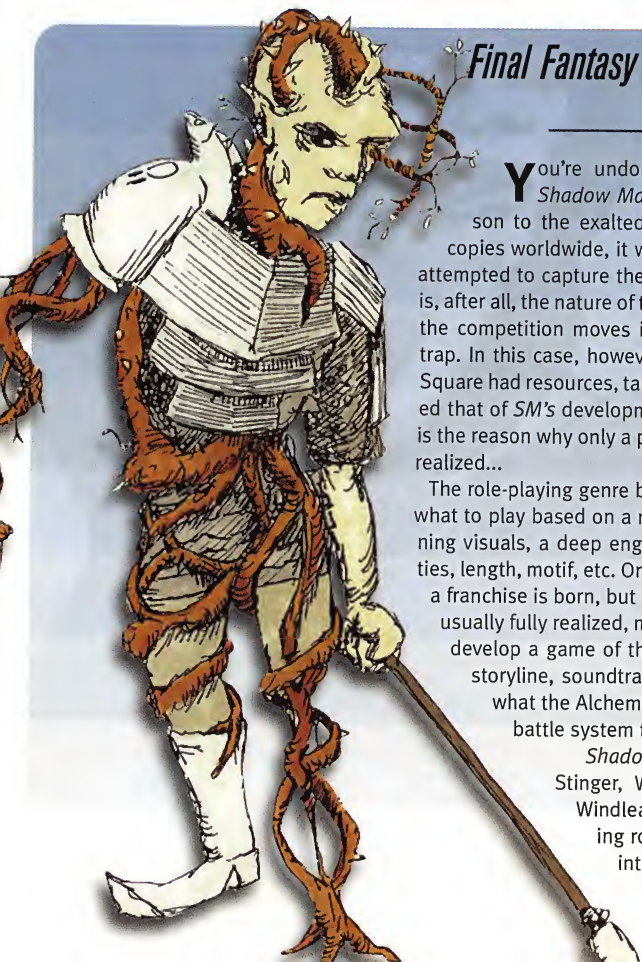 Final Fantasy
You're undo
Shadow Ma
son to the exalted
copies worldwide, it w
attempted to capture the
is, after all, the nature of t
the competition moves i
trap. In this case, howev
Square had resources, ta
ed that of SM's developm
is the reason why only a p
realized...
The role-playing genre b
what to play based on a r
ning visuals, a deep eng
ties, length, motif, etc. On
a franchise is born, but
usually fully realized, n
develop a game of th
storyline, soundtra
what the Alchem
battle system t
Shado
Stinger, W
Windlea
ing ro
int